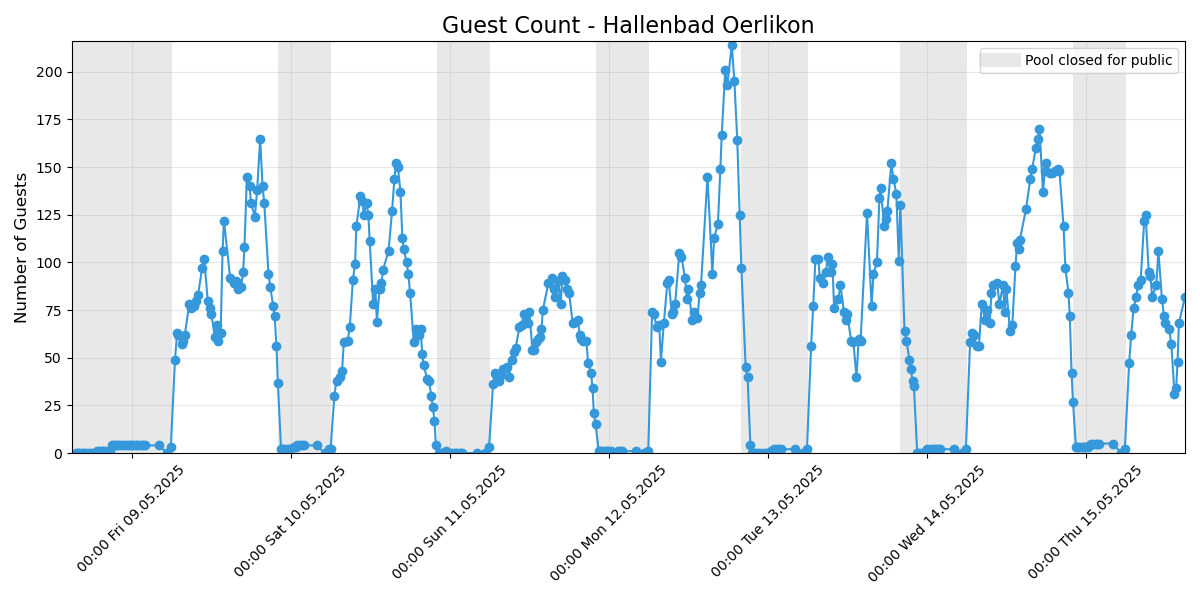 Guest Count - Hallenbad Oerlikon
Pool closed for public
Number of Guests
200
175
150
125
100
75
50
25
0
00:00 Fri 09.05.2025
00:00 Sat 10.05.2025
00:00 Sun 11.05.2025
00:00 Mon 12.05.2025
00:00 Tue 13.05.2025
00:00 Wed 14.05.2025
00:00 Thu 15.05.2025